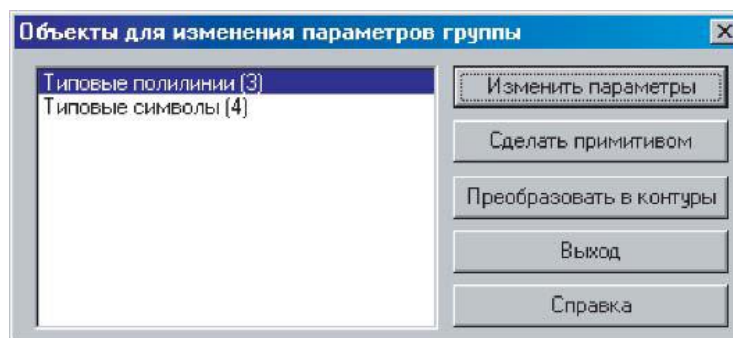 Объекты для изменения параметров группы
Типовые полилинии (3)
Типовые символы (4)
Изменить параметры
Сделать примитивом
Преобразовать в контуры
Выход
Справка